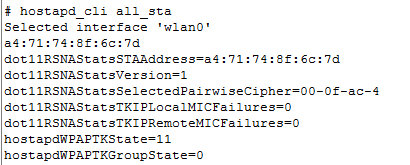 # hostapd_cli all_sta
Selected interface 'wlan0'
a4:71:74:8f:6c:7d
dot11RSNAStatsSTAAddress=a4:71:74:8f:6c:7d
dot11RSNAStatsVersion=1
dot11RSNAStatsSelectedPairwiseCipher=00-0f-ac-4
dot11RSNAStatsTKIPLocalMICFailures=0
dot11RSNAStatsTKIPRemoteMICFailures=0
hostapdWPAPTKState=11
hostapdWPAPTKGroupState=0